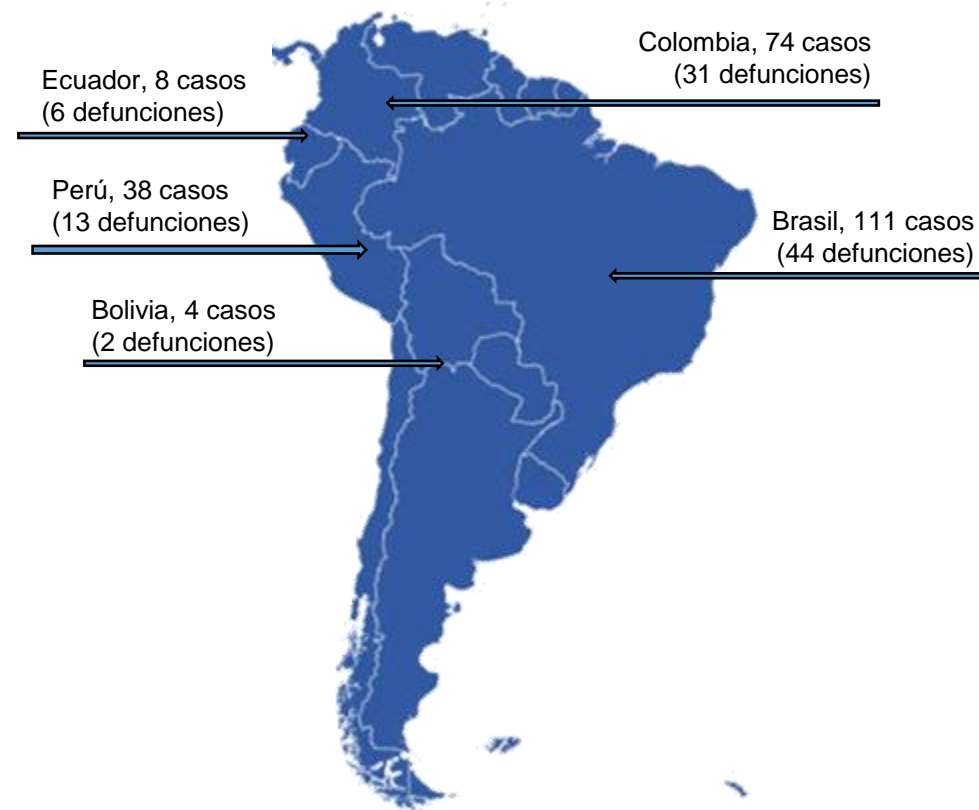 Colombia, 74 casos
(31 defunciones)
Ecuador, 8 casos
(6 defunciones)
Perú, 38 casos
(13 defunciones)
Brasil, 111 casos
(44 defunciones)
Bolivia, 4 casos
(2 defunciones)